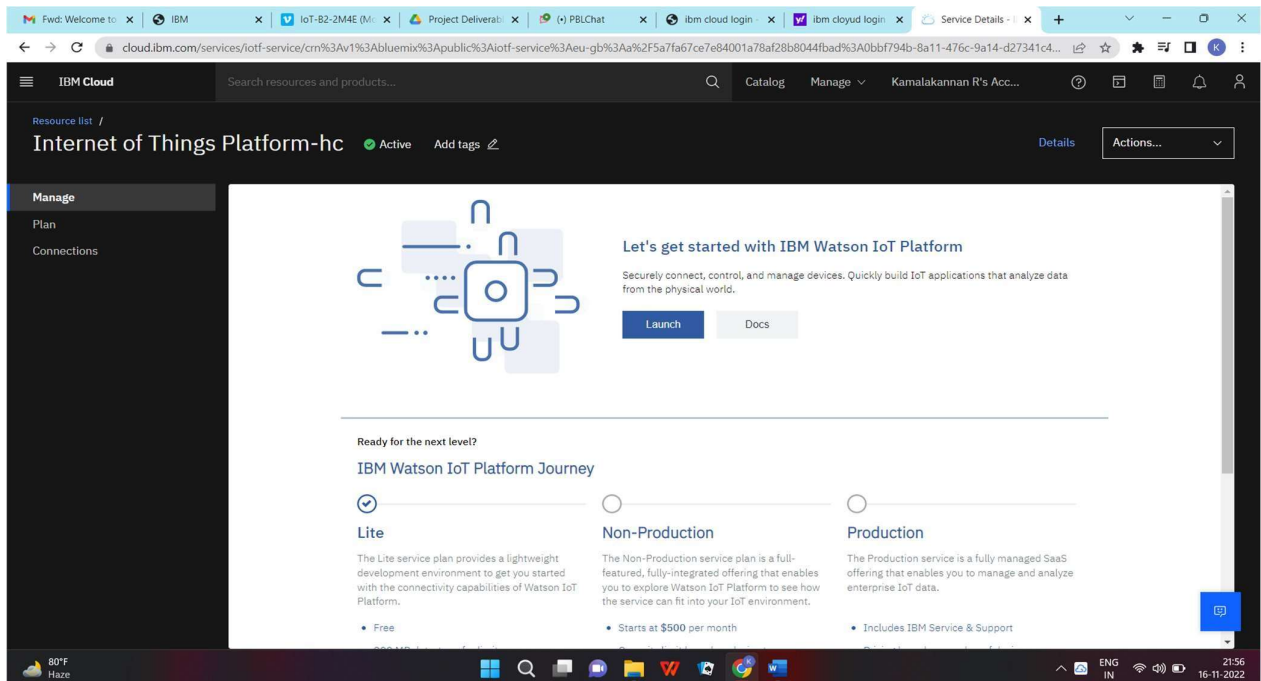 Fwd: Welcome to
IBM
IoT-B2-2M4E (Mo
Project Deliverabl
(•) PBLChat
ibm cloud login -
ibm cloyud login
Service Details -
cloud.ibm.com/services/iotf-service/crn%3Av1%3Abluemix%3Apublic%3Aiotf-service%3Aeu-gb%3Aa%2F5a7fa67ce7e84001a78af28b8044fbad%3A0bbf794b-8a11-476c-9a14-d27341c4...
K
IBM Cloud
Search resources and products...
Catalog
Manage
Kamalakannan R's Acc...
Resource list /
Internet of Things Platform-hc
Active
Add tags
Details
Actions...
Manage
Plan
Connections
Let's get started with IBM Watson IoT Platform
Securely connect, control, and manage devices. Quickly build IoT applications that analyze data
from the physical world.
Launch
Docs
Ready for the next level?
IBM Watson IoT Platform Journey
Lite
The Lite service plan provides a lightweight
development environment to get you started
with the connectivity capabilities of Watson IoT
Platform.
• Free
Non-Production
The Non-Production service plan is a full-
featured, fully-integrated offering that enables
you to explore Watson IoT Platform to see how
the service can fit into your IoT environment.
• Starts at $500 per month
Production
The Production service is a fully managed SaaS
offering that enables you to manage and analyze
enterprise IoT data.
• Includes IBM Service & Support
80°F
Haze
ENG
IN
21:56
16-11-2022